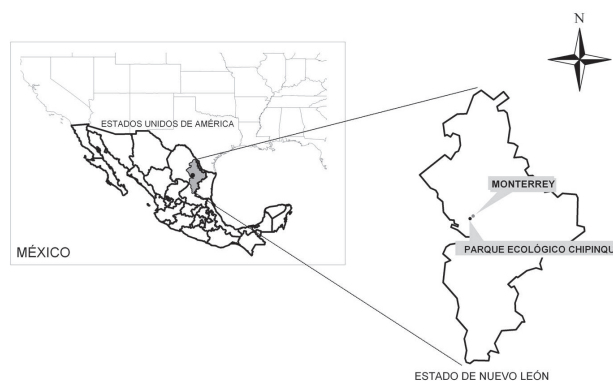 N
ESTADOS UNIDOS DE AMÉRICA
MÉXICO
MONTERREY
PARQUE ECOLÓGICO CHIPINQU
ESTADO DE NUEVO LEÓN